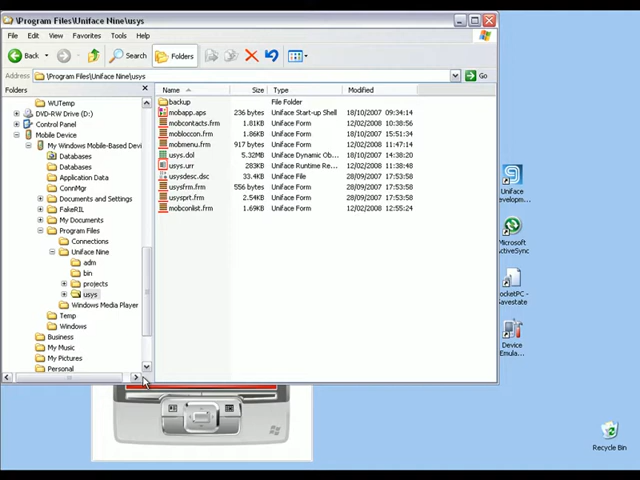 \Program Files\Uniface Nine\usys
File Edit View Favorites Tools Help
Back Search Folders
Address \Program Files\Uniface Nine\usys Go
Folders
WUTemp
DVD-RW Drive (D:)
Control Panel
Mobile Device
My Windows Mobile-Based Devi
Databases
Databases
Application Data
ConnMgr
Documents and Settings
FakeRIL
My Documents
Program Files
Connections
Uniface Nine
adm
bin
projects
usys
Windows Media Player
Temp
Windows
Business
My Music
My Pictures
Personal
Name Size Type Modified
backup File Folder
mobapp.aps 236 bytes Uniface Start-up Shell 18/10/2007 09:34:14
mobcontacts.frm 1.81KB Uniface Form 12/02/2008 10:38:56
mobloccon.frm 1.86KB Uniface Form 18/10/2007 15:51:34
mobmenu.frm 917 bytes Uniface Form 12/02/2008 11:47:14
usys.dol 5.32MB Uniface Dynamic Ob... 18/10/2007 14:38:20
usys.urr 283KB Uniface Runtime Re... 12/02/2008 11:38:48
usysdesc.dsc 33.4KB Uniface File 28/09/2007 17:53:58
usysfrm.frm 556 bytes Uniface Form 28/09/2007 17:53:58
usysprt.frm 2.54KB Uniface Form 28/09/2007 17:53:58
mobconlist.frm 1.69KB Uniface Form 12/02/2008 12:55:24
Uniface
Developm...
Microsoft
ActiveSync
PocketPC -
Savestate
Device
Emula...
Recycle Bin